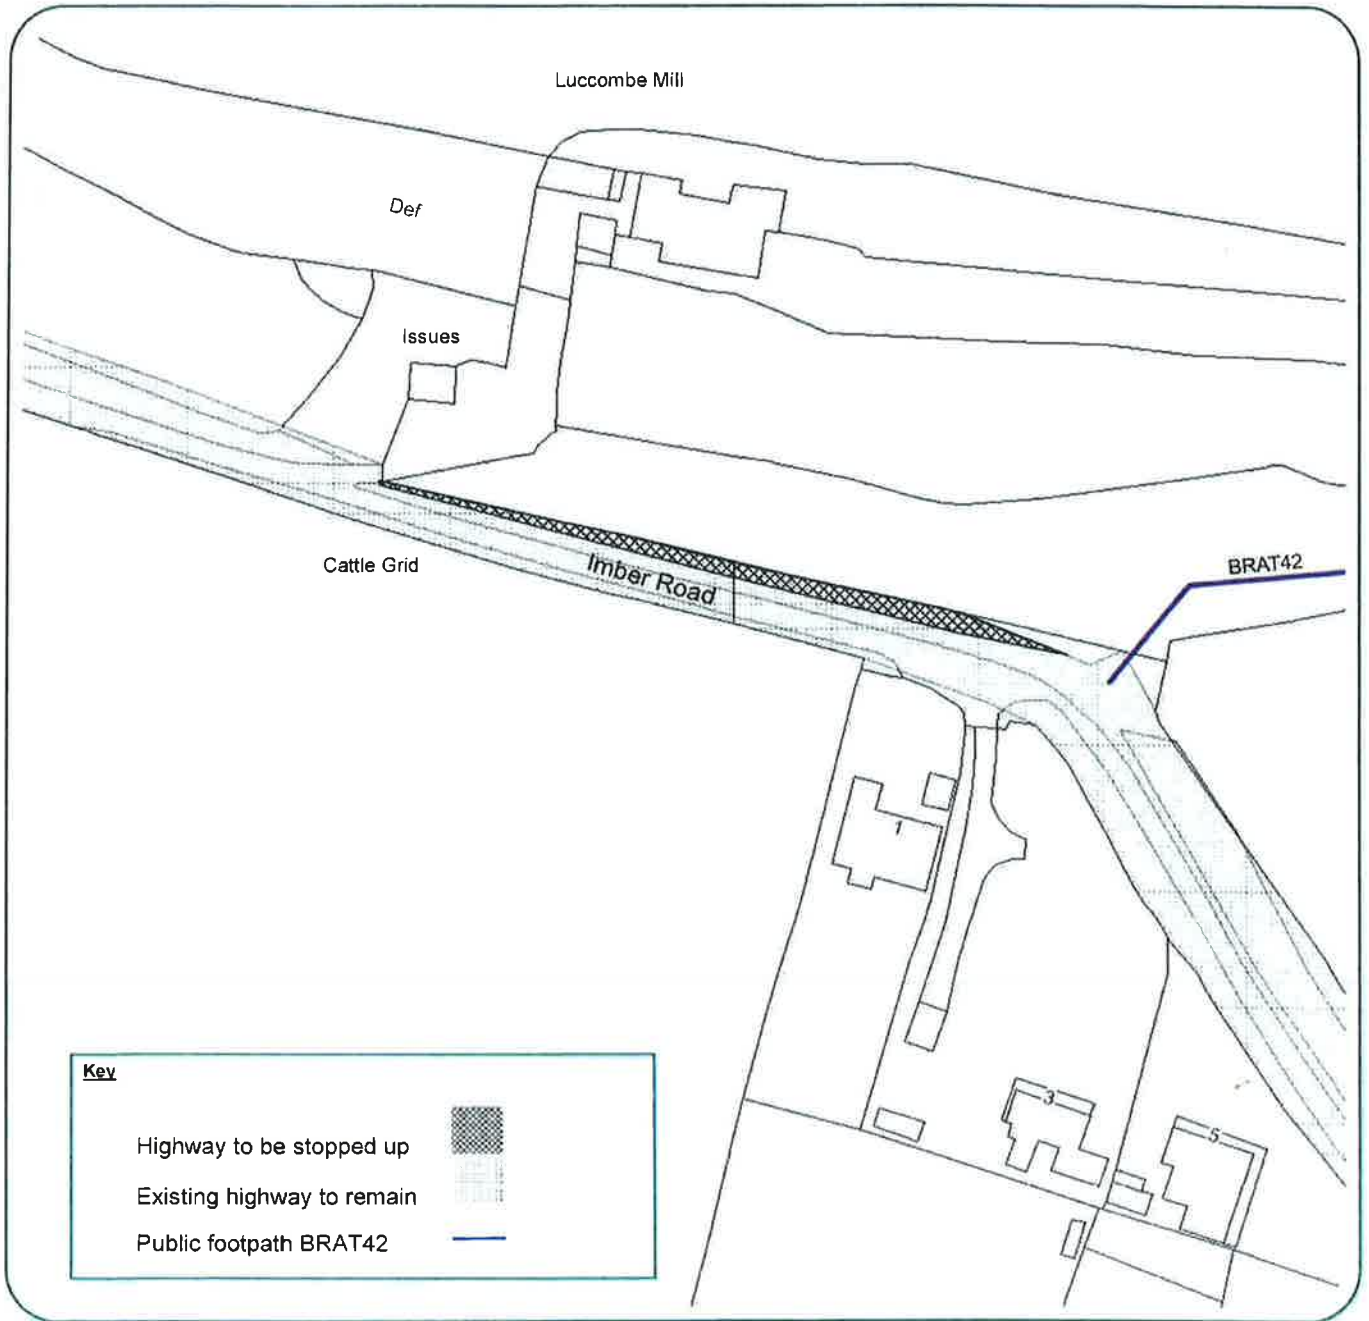 Luccombe Mill
Def
Issues
Cattle Grid
Imber Road
BRAT42
1
3
5
Key
Highway to be stopped up
Existing highway to remain
Public footpath BRAT42